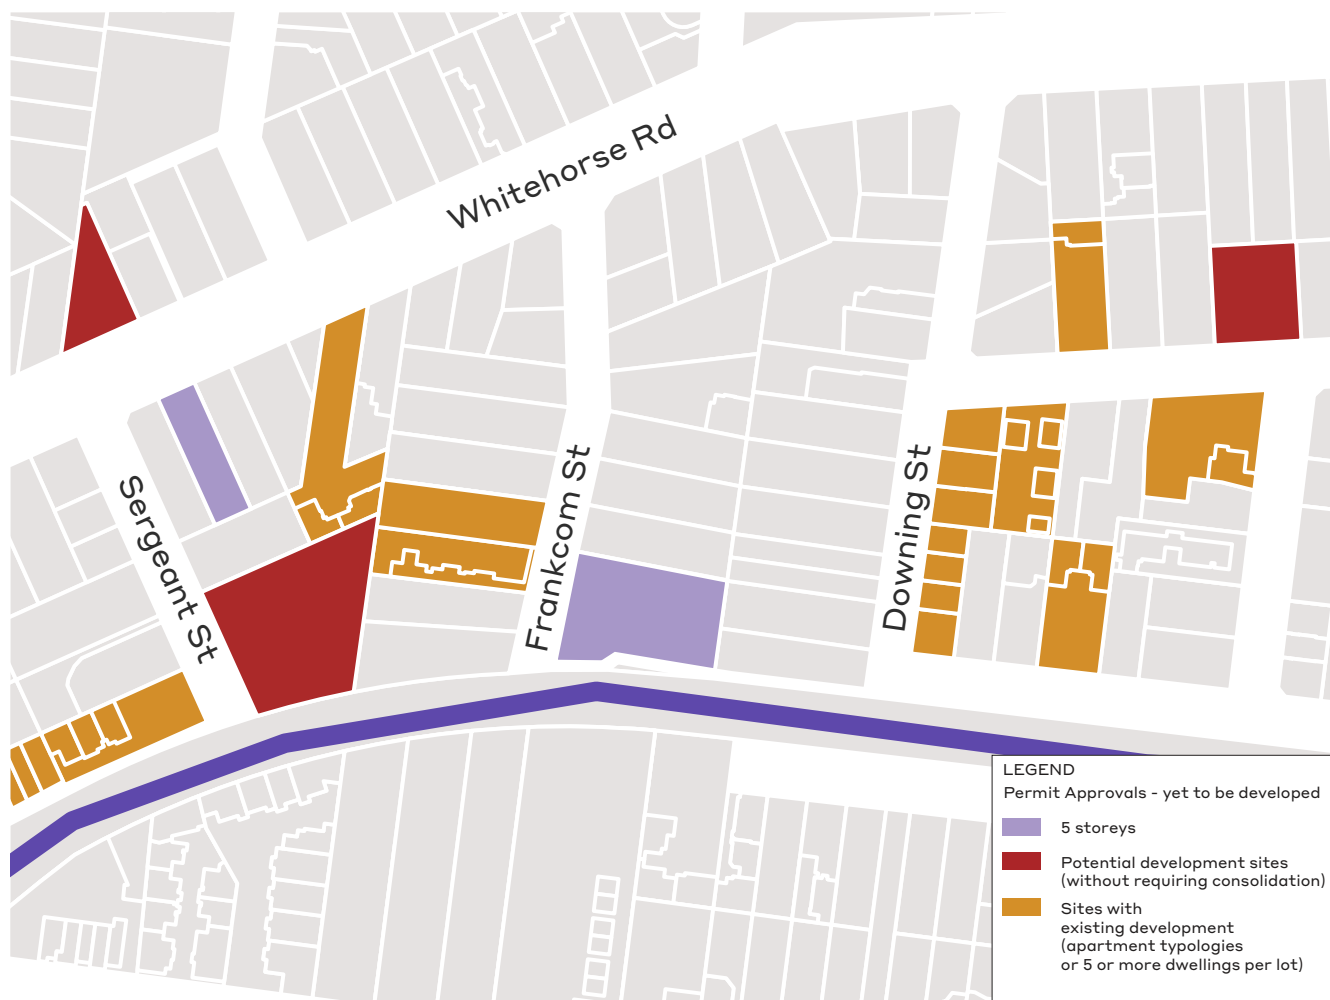 Whitehorse Rd
Sergeant St
Frankcom St
Downing St
LEGEND
Permit Approvals - yet to be developed
5 storeys
Potential development sites
(without requiring consolidation)
Sites with
existing development
(apartment typologies
or 5 or more dwellings per lot)